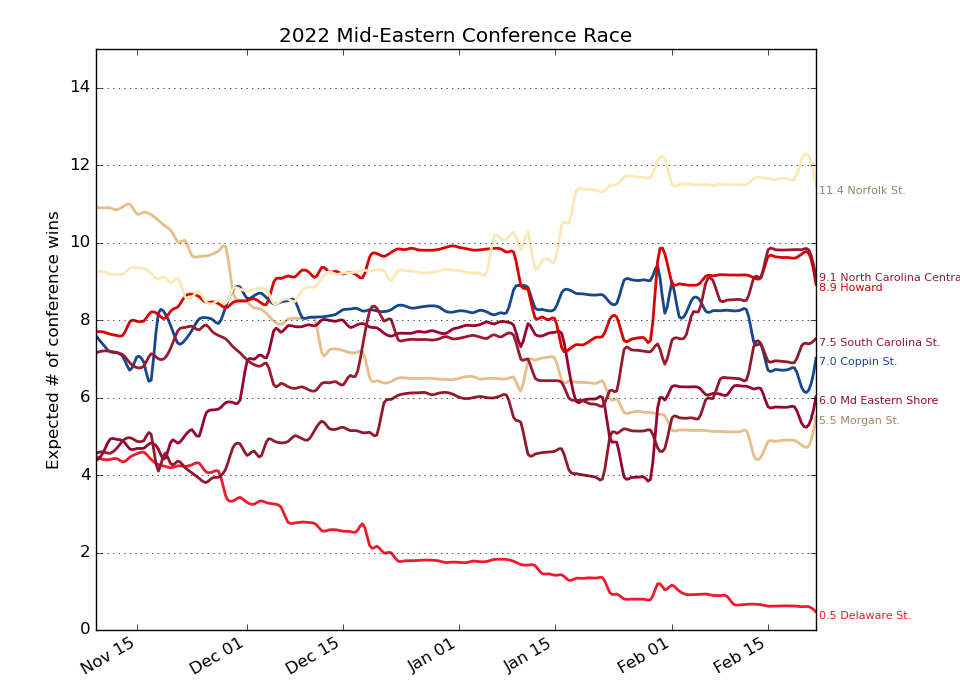 2022 Mid-Eastern Conference Race
Expected # of conference wins
14
12
10
8
6
4
2
0
Nov 15
Dec 01
Dec 15
Jan 01
Jan 15
Feb 01
Feb 15
11.4 Norfolk St.
9.1 North Carolina Centra
8.9 Howard
7.5 South Carolina St.
7.0 Coppin St.
6.0 Md Eastern Shore
5.5 Morgan St.
0.5 Delaware St.